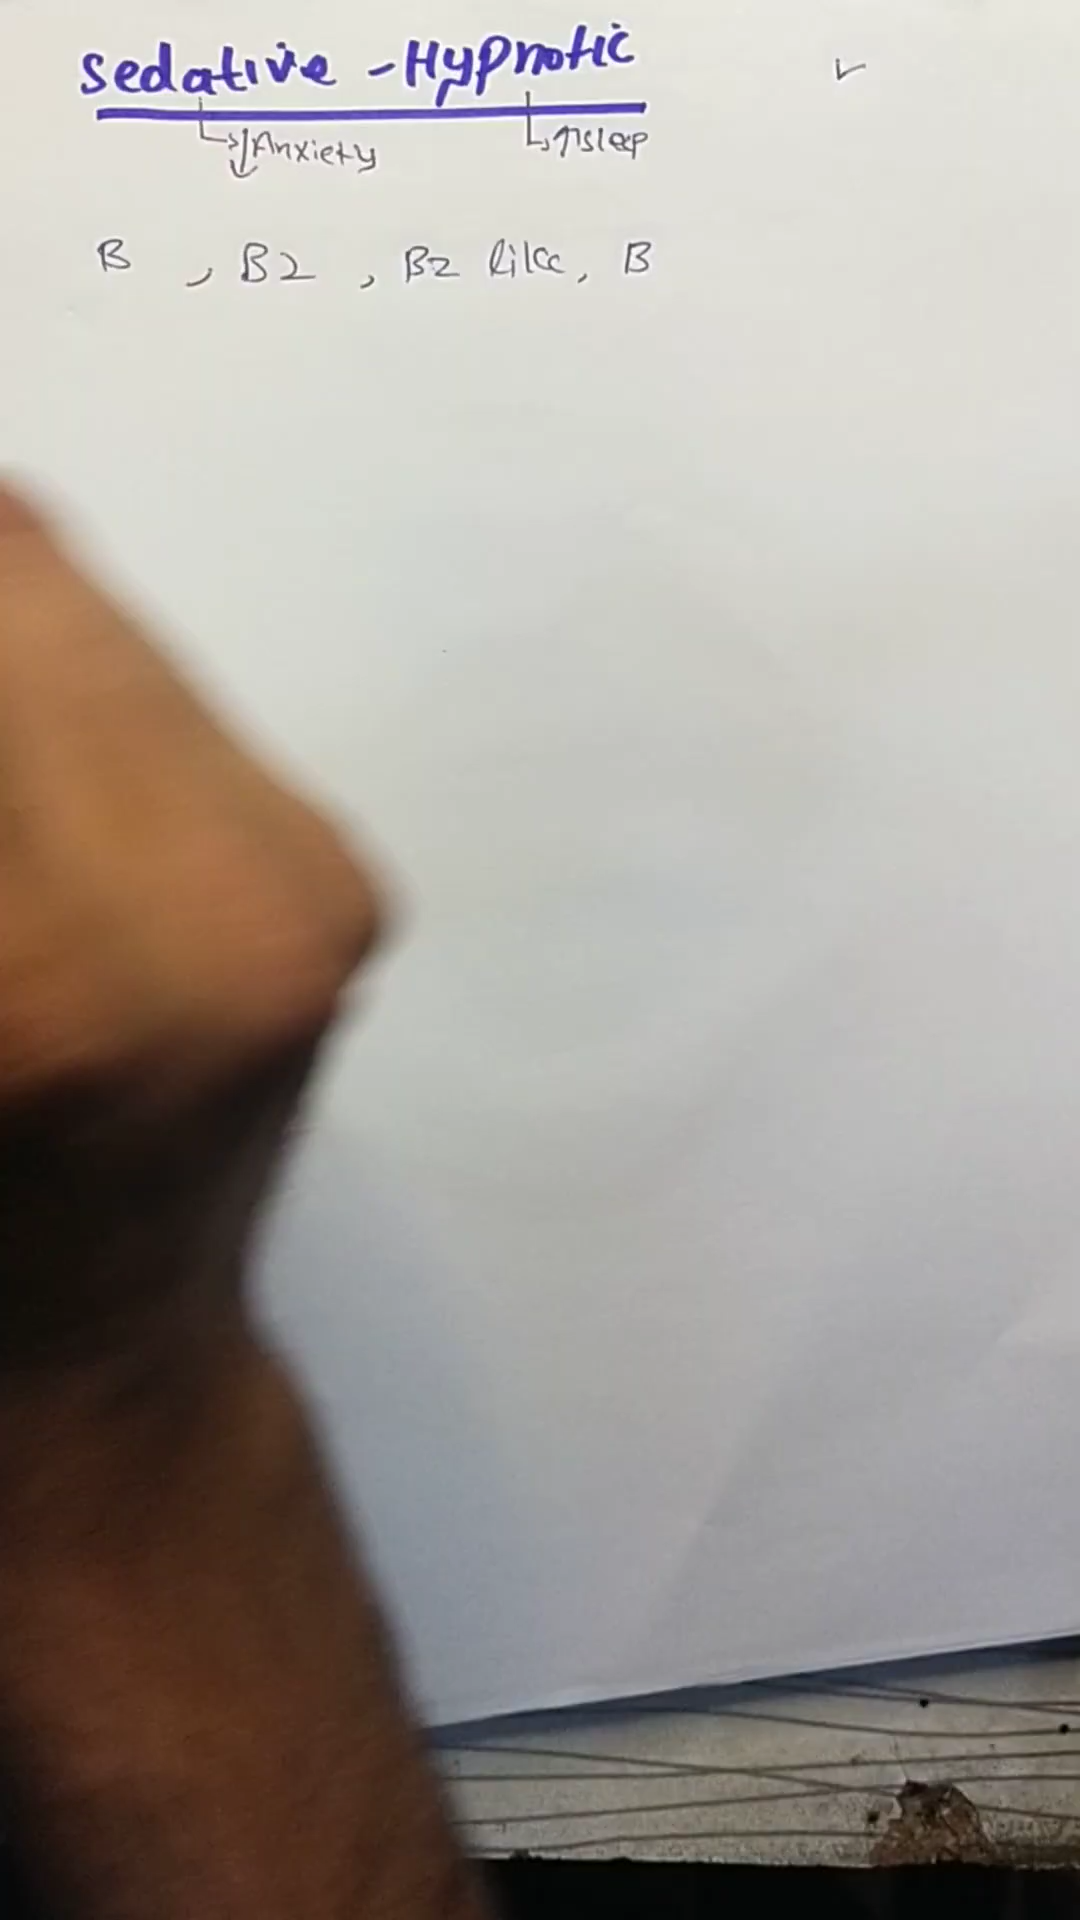 Sedative - Hypnotic
↳ ↓Anxiety ↳ ↑sleep
B , B2 , BZ like, B